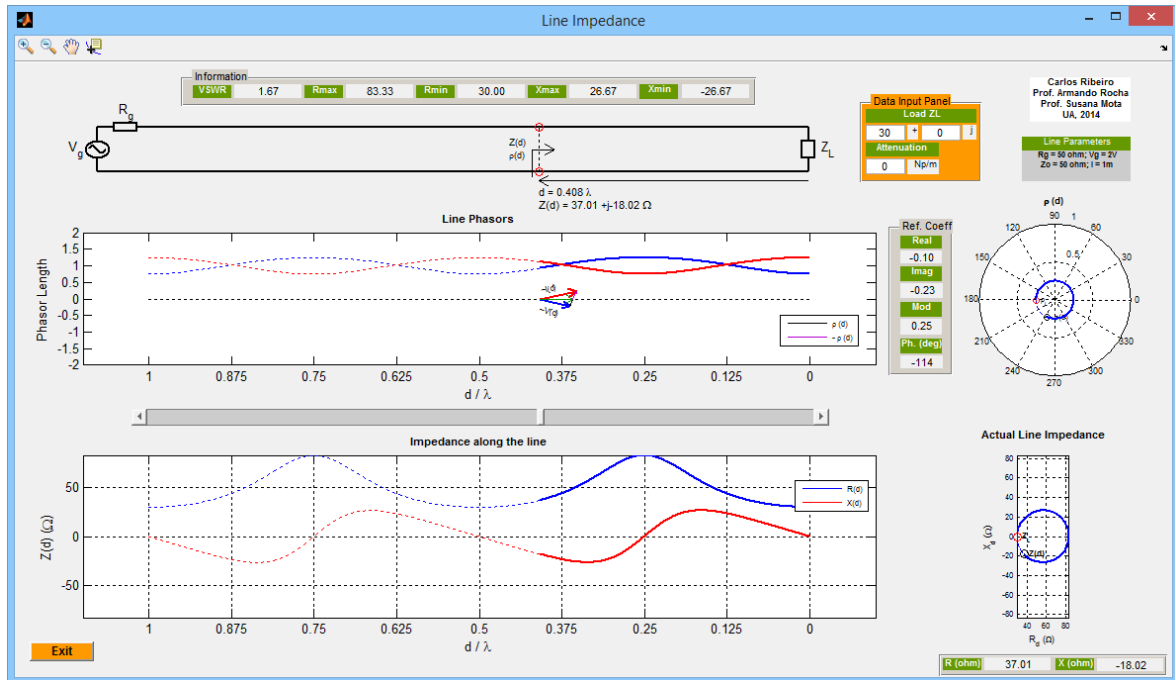 Line Impedance
Information
VSWR 1.67 Rmax 83.33 Rmin 30.00 Xmax 26.67 Xmin -26.67
Carlos Ribeiro
Prof. Armando Rocha
Prof. Susana Mota
UA, 2014
Data Input Panel
Load ZL
30 + 0 j
Attenuation
0 Np/m
Line Parameters
Rg = 50 ohm; Vg = 2V
Zo = 50 ohm; l = 1m
Rg
Vg
Z(d)
ρ(d)
ZL
d = 0.408 λ
Z(d) = 37.01 +j-18.02 Ω
Line Phasors
Phasor Length
2
1.5
1
0.5
0
-0.5
-1
-1.5
-2
ρ (d)
- ρ (d)
1 0.875 0.75 0.625 0.5 0.375 0.25 0.125 0
d / λ
Ref. Coeff
Real
-0.10
Imag
-0.23
Mod
0.25
Ph. (deg)
-114
ρ (d)
90 1
120 60
0.5
150 30
180 0
210 330
240 300
270
Impedance along the line
Z(d) (Ω)
50
0
-50
R(d)
X(d)
1 0.875 0.75 0.625 0.5 0.375 0.25 0.125 0
d / λ
Actual Line Impedance
X_d (Ω)
80
60
40
20
0
-20
-40
-60
-80
Z(d)
40 60 80
R_d (Ω)
Exit
R (ohm) 37.01 X (ohm) -18.02